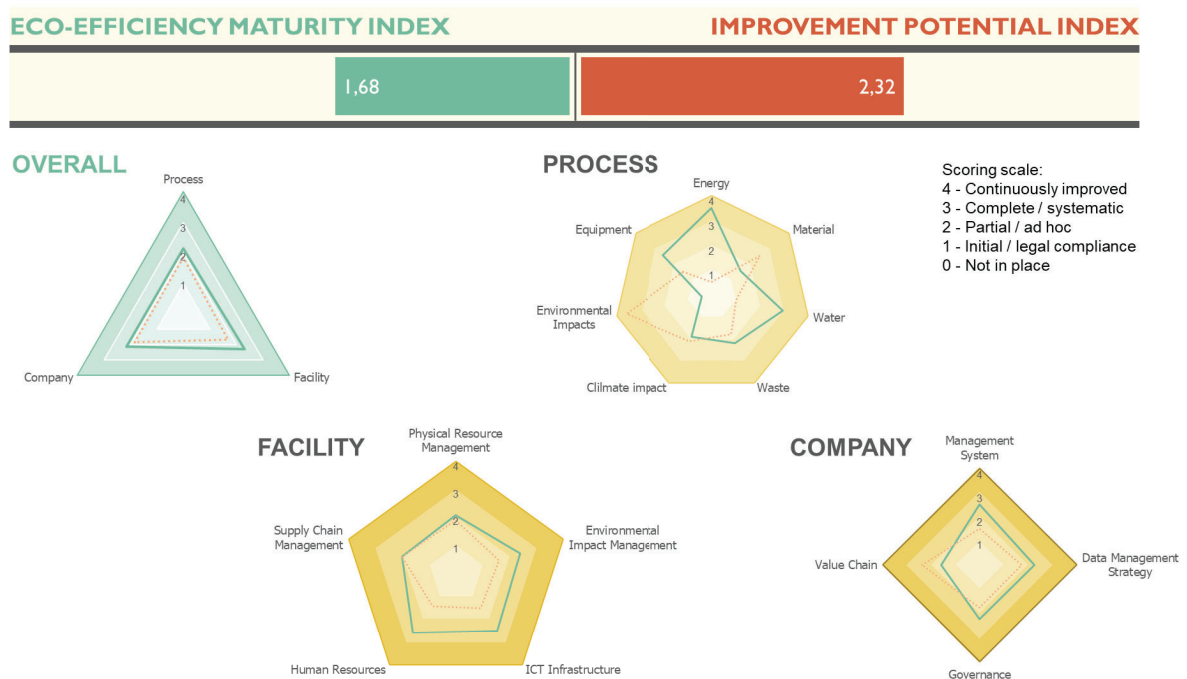 ECO-EFFICIENCY MATURITY INDEX
IMPROVEMENT POTENTIAL INDEX
1,68
2,32
OVERALL
Process
4
3
2
1
Company
Facility
PROCESS
Energy
4
3
2
1
Equipment
Material
Environmental
Impacts
Water
Clilmate impact
Waste
Scoring scale:
4 - Continuously improved
3 - Complete / systematic
2 - Partial / ad hoc
1 - Initial / legal compliance
0 - Not in place
FACILITY
Physical Resource
Management
4
3
2
1
Supply Chain
Management
Environmental
Impact Management
Human Resources
ICT Infrastructure
COMPANY
Management
System
4
3
2
1
Value Chain
Data Management
Strategy
Governance